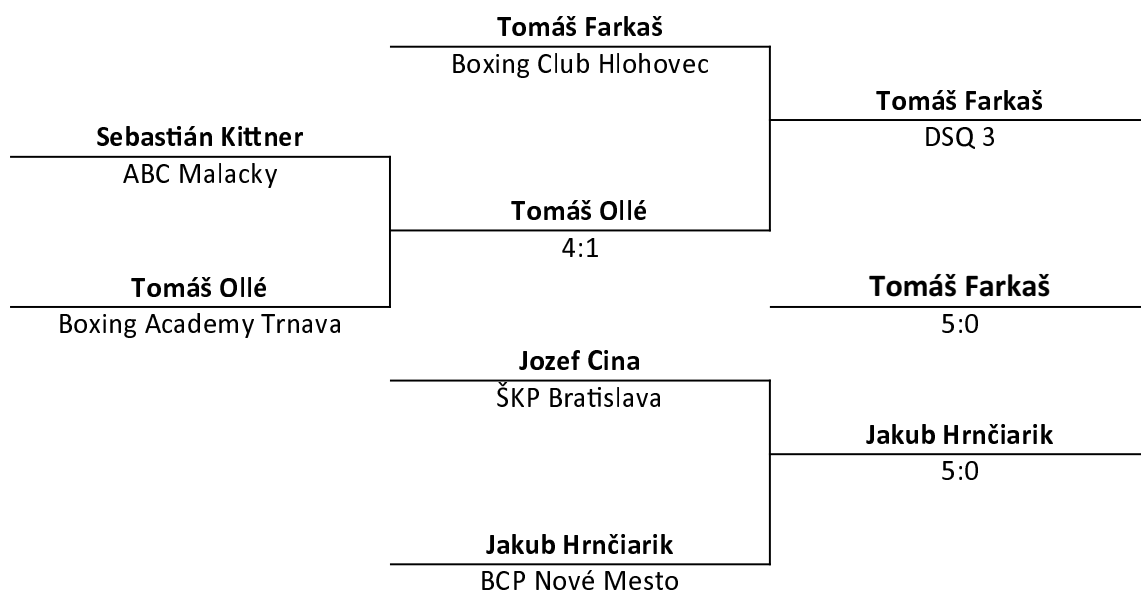 Tomáš Farkaš
Boxing Club Hlohovec
Tomáš Farkaš
DSQ 3
Sebastián Kittner
ABC Malacky
Tomáš Ollé
4:1
Tomáš Ollé
Boxing Academy Trnava
Tomáš Farkaš
5:0
Jozef Cina
ŠKP Bratislava
Jakub Hrnčiarik
5:0
Jakub Hrnčiarik
BCP Nové Mesto